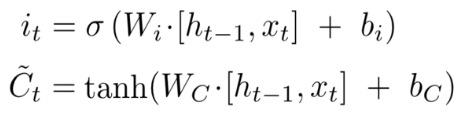 i_t = σ (W_i·[h_{t−1}, x_t] + b_i)
C̃_t = tanh(W_C·[h_{t−1}, x_t] + b_C)